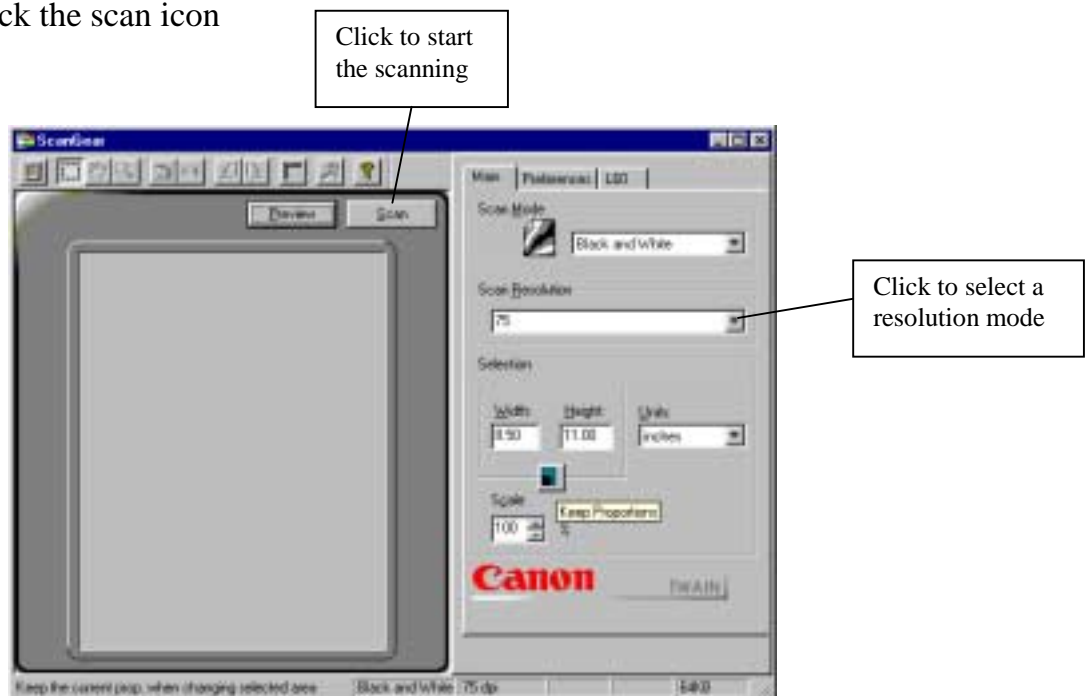 ck the scan icon
Click to start
the scanning
ScanGear
Preview
Scan
Main Preferences
Scan Mode
Black and White
Scan Resolution
75
Click to select a
resolution mode
Selection
Width: Height: Units
8.50 11.00 inches
Scale
100
Keep Proportions
Canon
TWAIN
Keep the current prop. when changing selected area Black and White 75 dpi 64KB